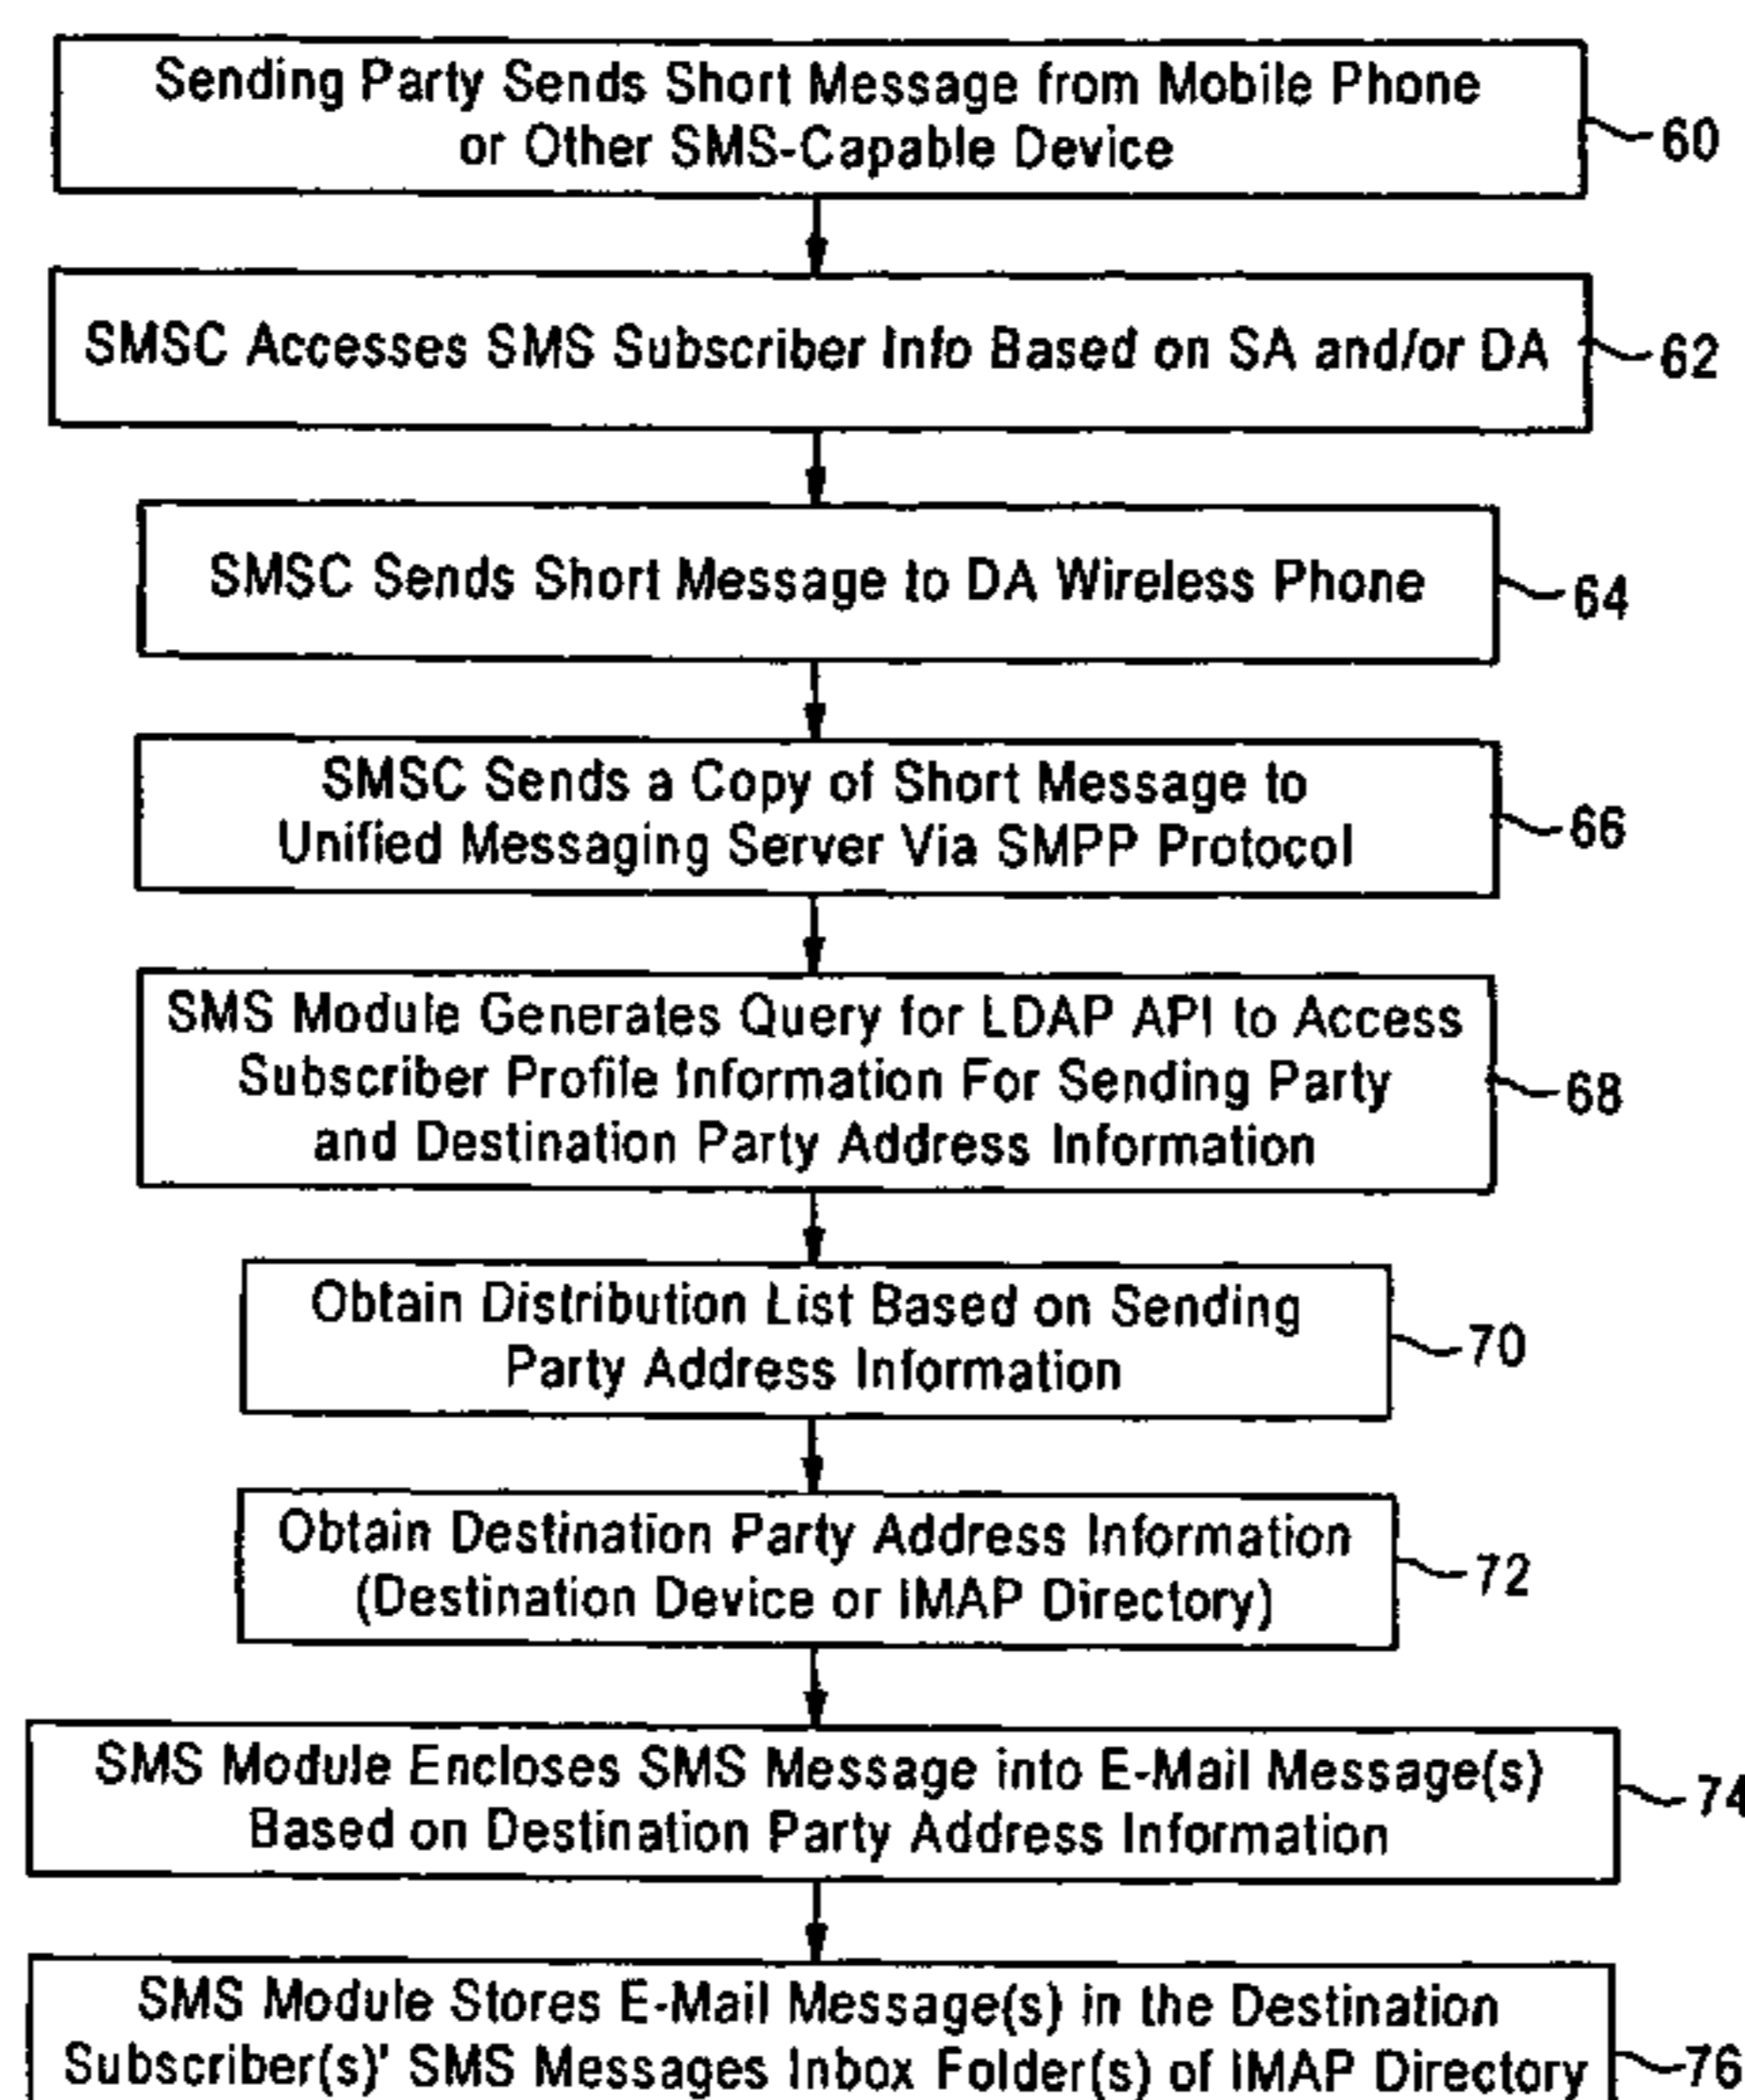 Sending Party Sends Short Message from Mobile Phone
or Other SMS-Capable Device
60
SMSC Accesses SMS Subscriber Info Based on SA and/or DA
62
SMSC Sends Short Message to DA Wireless Phone
64
SMSC Sends a Copy of Short Message to
Unified Messaging Server Via SMPP Protocol
66
SMS Module Generates Query for LDAP API to Access
Subscriber Profile Information For Sending Party
and Destination Party Address Information
68
Obtain Distribution List Based on Sending
Party Address Information
70
Obtain Destination Party Address Information
(Destination Device or IMAP Directory)
72
SMS Module Encloses SMS Message into E-Mail Message(s)
Based on Destination Party Address Information
74
SMS Module Stores E-Mail Message(s) in the Destination
Subscriber(s)' SMS Messages Inbox Folder(s) of IMAP Directory
76